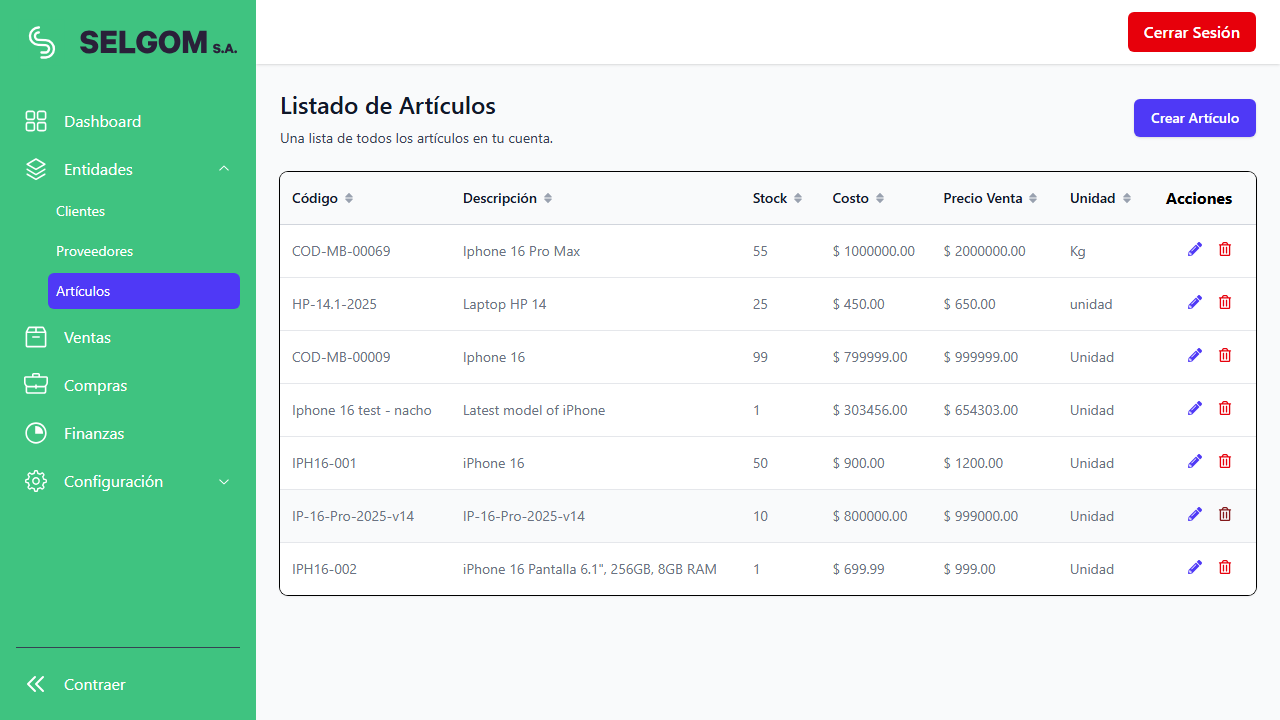 SELGOM S.A.
Cerrar Sesión
Dashboard
Entidades
Clientes
Proveedores
Artículos
Ventas
Compras
Finanzas
Configuración
Contraer
Listado de Artículos
Una lista de todos los artículos en tu cuenta.
Crear Artículo
Código Descripción Stock Costo Precio Venta Unidad Acciones
COD-MB-00069 Iphone 16 Pro Max 55 $ 1000000.00 $ 2000000.00 Kg
HP-14.1-2025 Laptop HP 14 25 $ 450.00 $ 650.00 unidad
COD-MB-00009 Iphone 16 99 $ 799999.00 $ 999999.00 Unidad
Iphone 16 test - nacho Latest model of iPhone 1 $ 303456.00 $ 654303.00 Unidad
IPH16-001 iPhone 16 50 $ 900.00 $ 1200.00 Unidad
IP-16-Pro-2025-v14 IP-16-Pro-2025-v14 10 $ 800000.00 $ 999000.00 Unidad
IPH16-002 iPhone 16 Pantalla 6.1", 256GB, 8GB RAM 1 $ 699.99 $ 999.00 Unidad